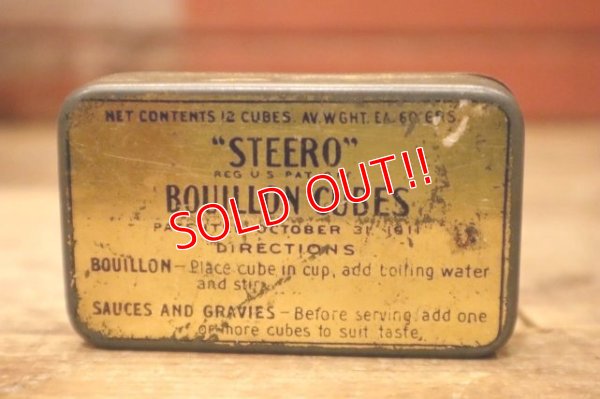 NET CONTENTS 12 CUBES. AV. WGHT. EA. 60 GRS.
"STEERO"
REG U S PAT
BOUILLON CUBES
OCTOBER 31, 1911
DIRECTIONS
BOUILLON - Place cube in cup, add boiling water
and stir.
SAUCES AND GRAVIES - Before serving, add one
or more cubes to suit taste.
SOLD OUT!!